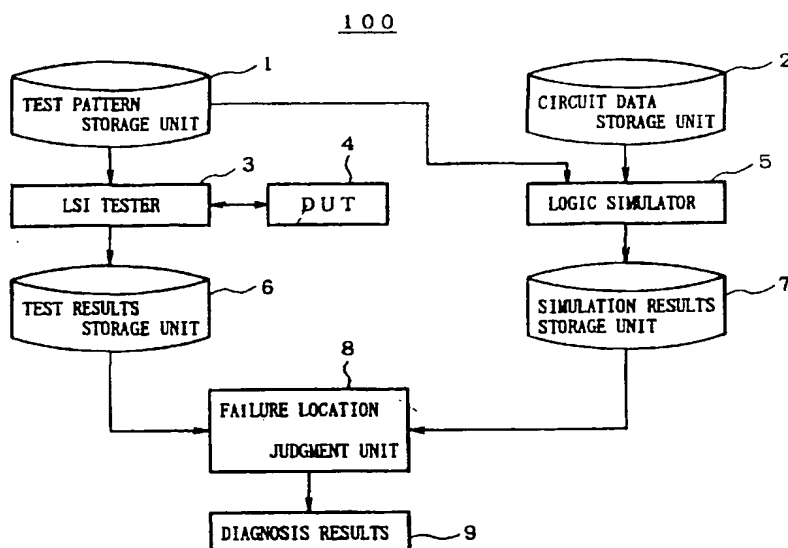 100
1
2
TEST PATTERN
STORAGE UNIT
CIRCUIT DATA
STORAGE UNIT
3
4
5
LSI TESTER
DUT
LOGIC SIMULATOR
6
7
TEST RESULTS
STORAGE UNIT
SIMULATION RESULTS
STORAGE UNIT
8
FAILURE LOCATION
JUDGMENT UNIT
DIAGNOSIS RESULTS
9